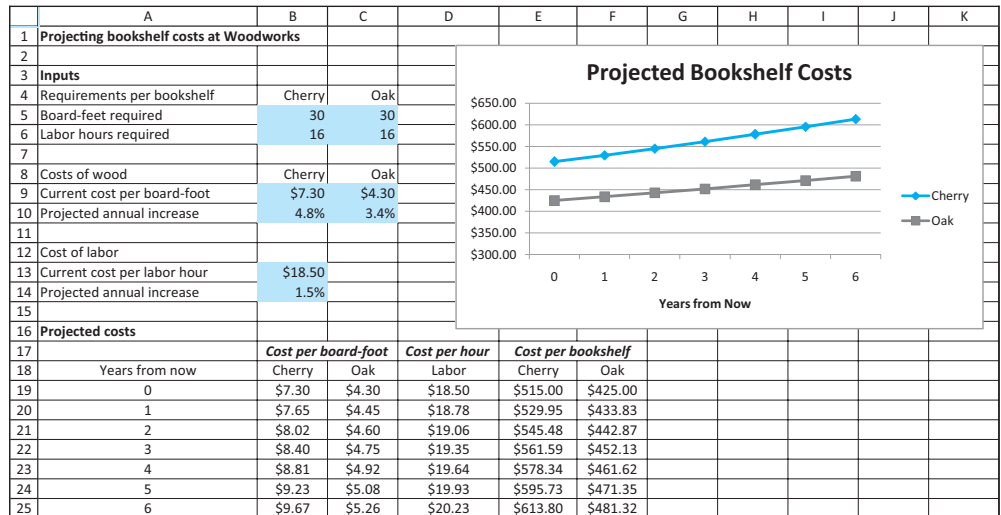 A B C D E F G H I J K
1 Projecting bookshelf costs at Woodworks
2
3 Inputs
4 Requirements per bookshelf Cherry Oak
5 Board-feet required 30 30
6 Labor hours required 16 16
7
8 Costs of wood Cherry Oak
9 Current cost per board-foot $7.30 $4.30
10 Projected annual increase 4.8% 3.4%
11
12 Cost of labor
13 Current cost per labor hour $18.50
14 Projected annual increase 1.5%
15
16 Projected costs
17 Cost per board-foot Cost per hour Cost per bookshelf
18 Years from now Cherry Oak Labor Cherry Oak
19 0 $7.30 $4.30 $18.50 $515.00 $425.00
20 1 $7.65 $4.45 $18.78 $529.95 $433.83
21 2 $8.02 $4.60 $19.06 $545.48 $442.87
22 3 $8.40 $4.75 $19.35 $561.59 $452.13
23 4 $8.81 $4.92 $19.64 $578.34 $461.62
24 5 $9.23 $5.08 $19.93 $595.73 $471.35
25 6 $9.67 $5.26 $20.23 $613.80 $481.32
Projected Bookshelf Costs
$650.00
$600.00
$550.00
$500.00
$450.00
$400.00
$350.00
$300.00
0 1 2 3 4 5 6
Years from Now
Cherry
Oak